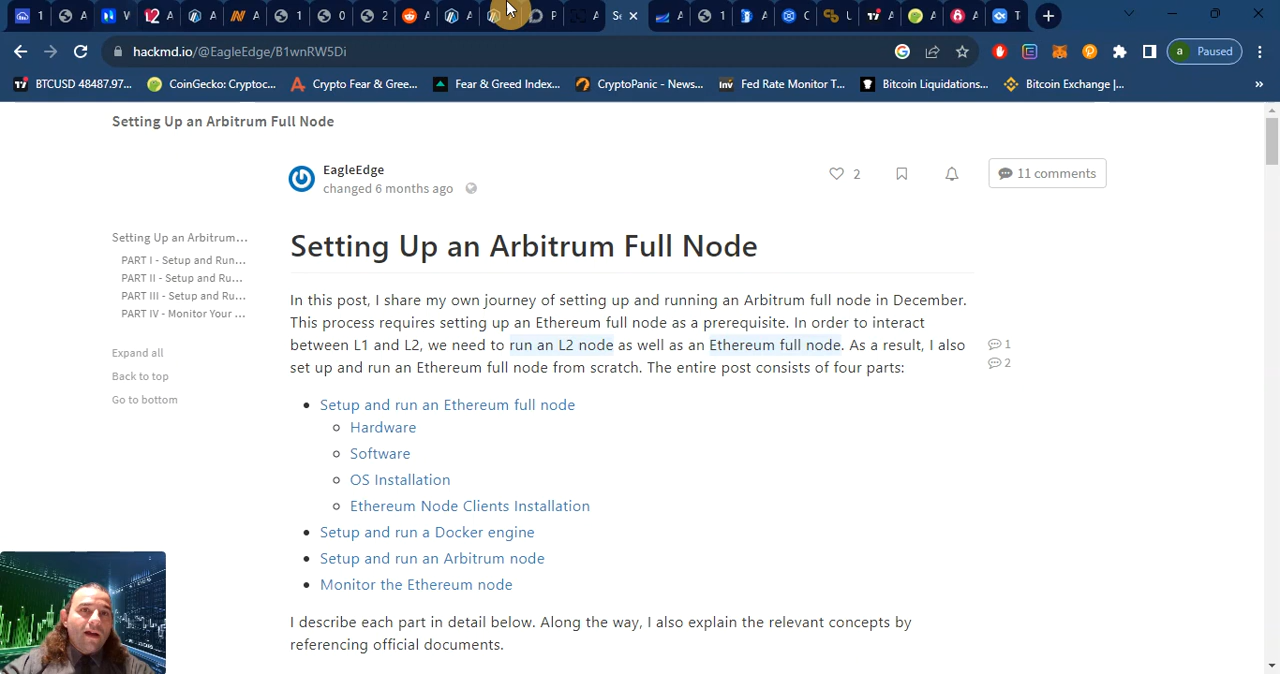 1
A
V
12
A
A
A
1
0
2
A
A
P
A
Se
A
1
A
C
U
A
A
A
T
hackmd.io/@EagleEdge/B1wnRW5Di
a
Paused
BTCUSD 48487.97...
CoinGecko: Cryptoc...
Crypto Fear & Gree...
Fear & Greed Index...
CryptoPanic - News...
Inv
Fed Rate Monitor T...
Bitcoin Liquidations...
Bitcoin Exchange |...
»
Setting Up an Arbitrum Full Node
EagleEdge
changed 6 months ago
2
11 comments
Setting Up an Arbitrum...
PART I - Setup and Run...
PART II - Setup and Ru...
PART III - Setup and Ru...
PART IV - Monitor Your ...
Expand all
Back to top
Go to bottom
Setting Up an Arbitrum Full Node
In this post, I share my own journey of setting up and running an Arbitrum full node in December.
This process requires setting up an Ethereum full node as a prerequisite. In order to interact
between L1 and L2, we need to run an L2 node as well as an Ethereum full node. As a result, I also
set up and run an Ethereum full node from scratch. The entire post consists of four parts:
1
2
• Setup and run an Ethereum full node
Hardware
Software
OS Installation
Ethereum Node Clients Installation
• Setup and run a Docker engine
• Setup and run an Arbitrum node
• Monitor the Ethereum node
I describe each part in detail below. Along the way, I also explain the relevant concepts by
referencing official documents.